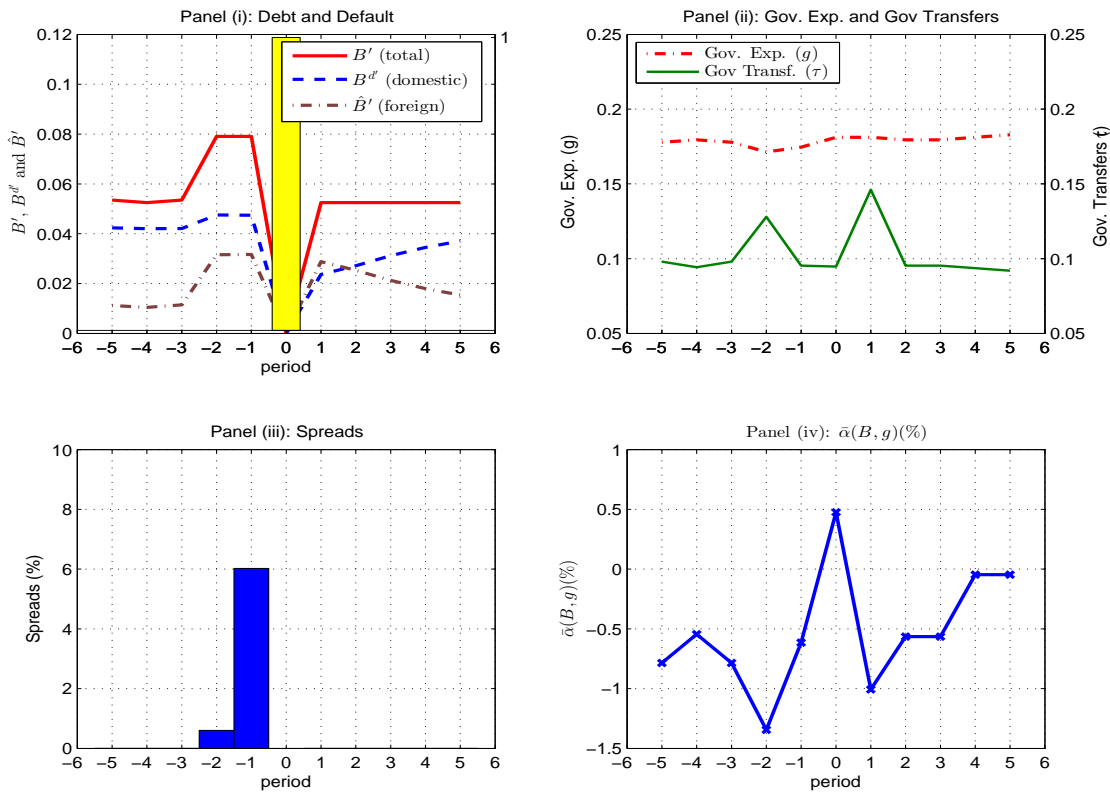 Panel (i): Debt and Default
0.12
0.1
0.08
0.06
0.04
0.02
0
1
B′ (total)
B^{d′} (domestic)
B̂′ (foreign)
B′, B^{d′} and B̂′
−6 −5 −4 −3 −2 −1 0 1 2 3 4 5 6
period
Panel (ii): Gov. Exp. and Gov Transfers
0.25
0.2
0.15
0.1
0.05
0.25
0.2
0.15
0.1
0.05
Gov. Exp. (g)
Gov Transf. (τ)
Gov. Exp. (g)
Gov. Transfers (τ)
−6 −5 −4 −3 −2 −1 0 1 2 3 4 5 6
period
Panel (iii): Spreads
10
8
6
4
2
0
Spreads (%)
−6 −5 −4 −3 −2 −1 0 1 2 3 4 5 6
period
Panel (iv): ᾱ(B, g)(%)
1
0.5
0
−0.5
−1
−1.5
ᾱ(B, g)(%)
−6 −5 −4 −3 −2 −1 0 1 2 3 4 5 6
period